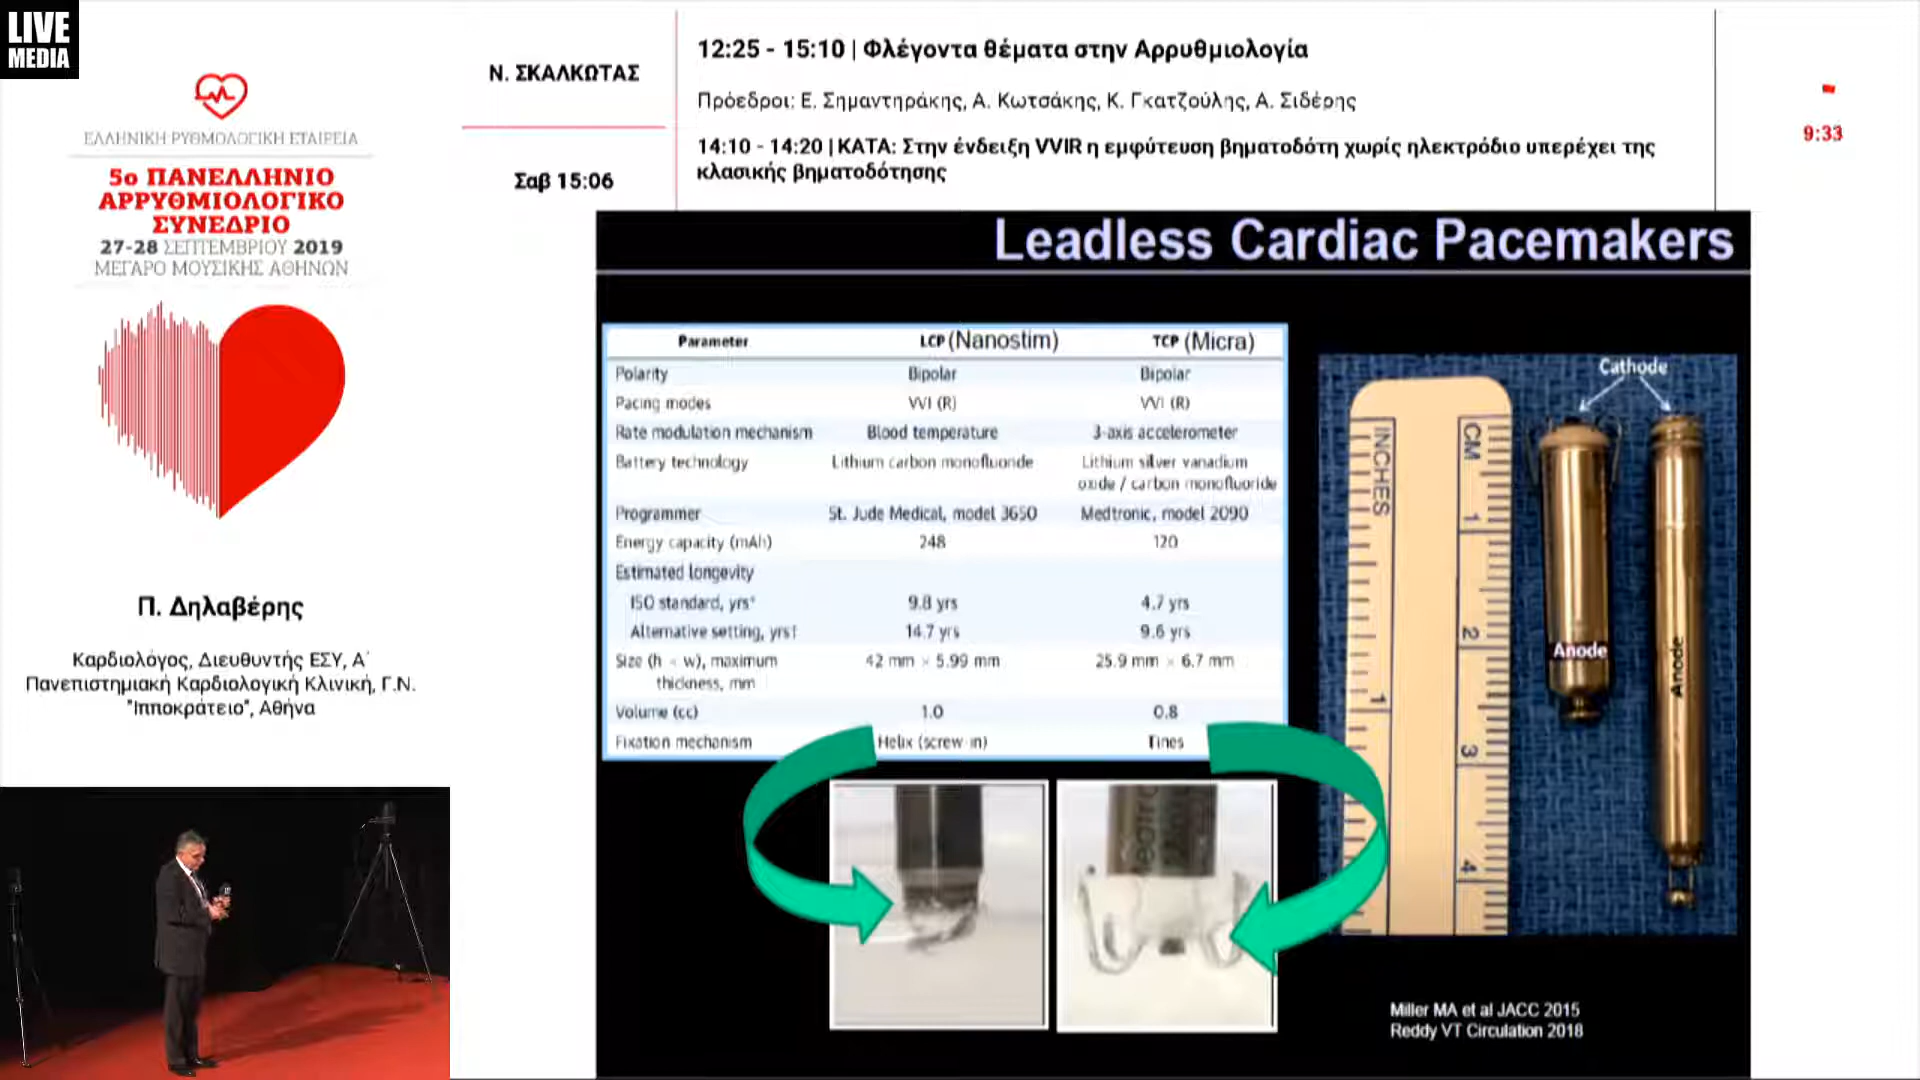 LIVE
MEDIA
ΕΛΛΗΝΙΚΗ ΡΥΘΜΟΛΟΓΙΚΗ ΕΤΑΙΡΕΙΑ
5ο ΠΑΝΕΛΛΗΝΙΟ
ΑΡΡΥΘΜΙΟΛΟΓΙΚΟ
ΣΥΝΕΔΡΙΟ
27-28 ΣΕΠΤΕΜΒΡΙΟΥ 2019
ΜΕΓΑΡΟ ΜΟΥΣΙΚΗΣ ΑΘΗΝΩΝ
Π. Δηλαβέρης
Καρδιολόγος, Διευθυντής ΕΣΥ, Α΄
Πανεπιστημιακή Καρδιολογική Κλινική, Γ.Ν.
"Ιπποκράτειο", Αθήνα
Ν. ΣΚΑΛΚΩΤΑΣ
Σαβ 15:06
12:25 - 15:10 | Φλέγοντα θέματα στην Αρρυθμιολογία
Πρόεδροι: Ε. Σημαντηράκης, Α. Κωτσάκης, Κ. Γκατζούλης, Α. Σιδέρης
14:10 - 14:20 | ΚΑΤΑ: Στην ένδειξη VVIR η εμφύτευση βηματοδότη χωρίς ηλεκτρόδιο υπερέχει της
κλασικής βηματοδότησης
9:33
Leadless Cardiac Pacemakers
Parameter LCP (Nanostim) TCP (Micra)
Polarity Bipolar Bipolar
Pacing modes VVI (R) VVI (R)
Rate modulation mechanism Blood temperature 3-axis accelerometer
Battery technology Lithium carbon monofluoride Lithium silver vanadium
oxide / carbon monofluoride
Programmer St. Jude Medical, model 3650 Medtronic, model 2090
Energy capacity (mAh) 248 120
Estimated longevity
ISO standard, yrs* 9.8 yrs 4.7 yrs
Alternative setting, yrs† 14.7 yrs 9.6 yrs
Size (h × w), maximum 42 mm × 5.99 mm 25.9 mm × 6.7 mm
thickness, mm
Volume (cc) 1.0 0.8
Fixation mechanism Helix (screw-in) Tines
Cathode
INCHES
CM
1
2
3
4
1
Anode
Anode
Miller MA et al JACC 2015
Reddy VT Circulation 2018